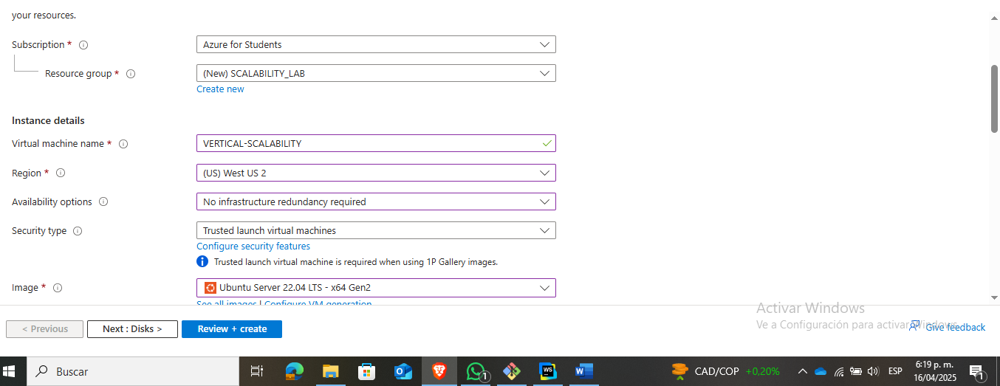 your resources.
Subscription *
Azure for Students
Resource group *
(New) SCALABILITY_LAB
Create new
Instance details
Virtual machine name *
VERTICAL-SCALABILITY
Region *
(US) West US 2
Availability options
No infrastructure redundancy required
Security type
Trusted launch virtual machines
Configure security features
Trusted launch virtual machine is required when using 1P Gallery images.
Image *
Ubuntu Server 22.04 LTS - x64 Gen2
See all images | Configure VM generation
Activar Windows
Ve a Configuración para activar Windows.
< Previous
Next : Disks >
Review + create
Give feedback
Buscar
1
WS
W
CAD/COP
+0,20%
ESP
6:19 p. m.
16/04/2025
1